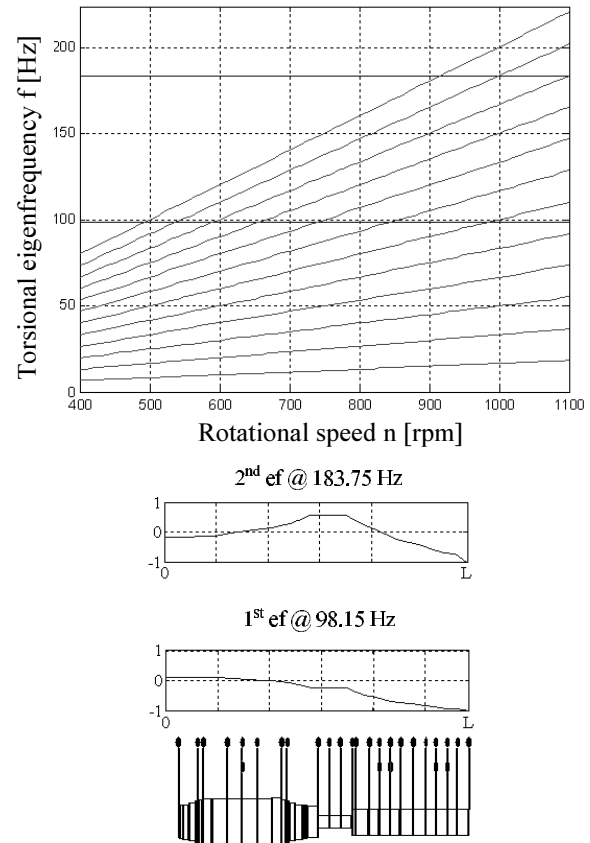 Torsional eigenfrequency f [Hz]
200
150
100
50
0
400 500 600 700 800 900 1000 1100
Rotational speed n [rpm]
2nd ef @ 183.75 Hz
1
0
-1
0 L
1st ef @ 98.15 Hz
1
0
-1
0 L